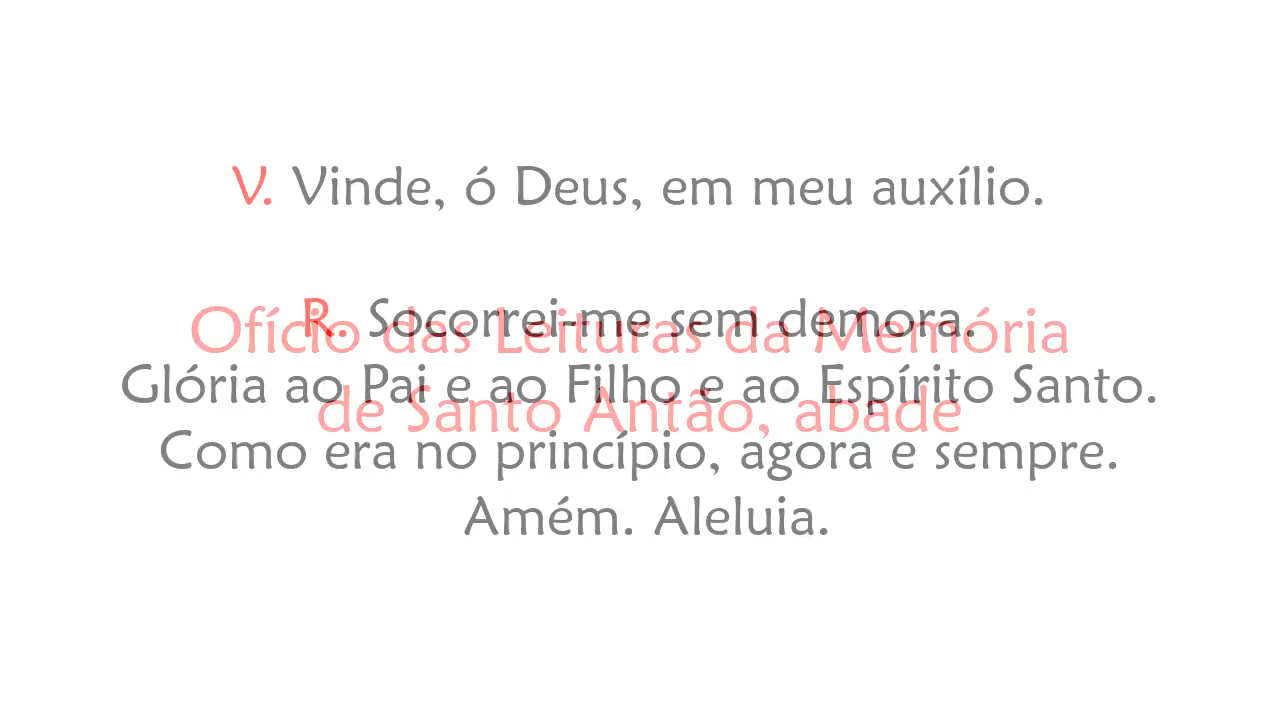 V. Vinde, ó Deus, em meu auxílio.
R. Socorrei-me sem demora.
Ofício das Leituras da Memória
Glória ao Pai e ao Filho e ao Espírito Santo.
de Santo Antão, abade
Como era no princípio, agora e sempre.
Amém. Aleluia.